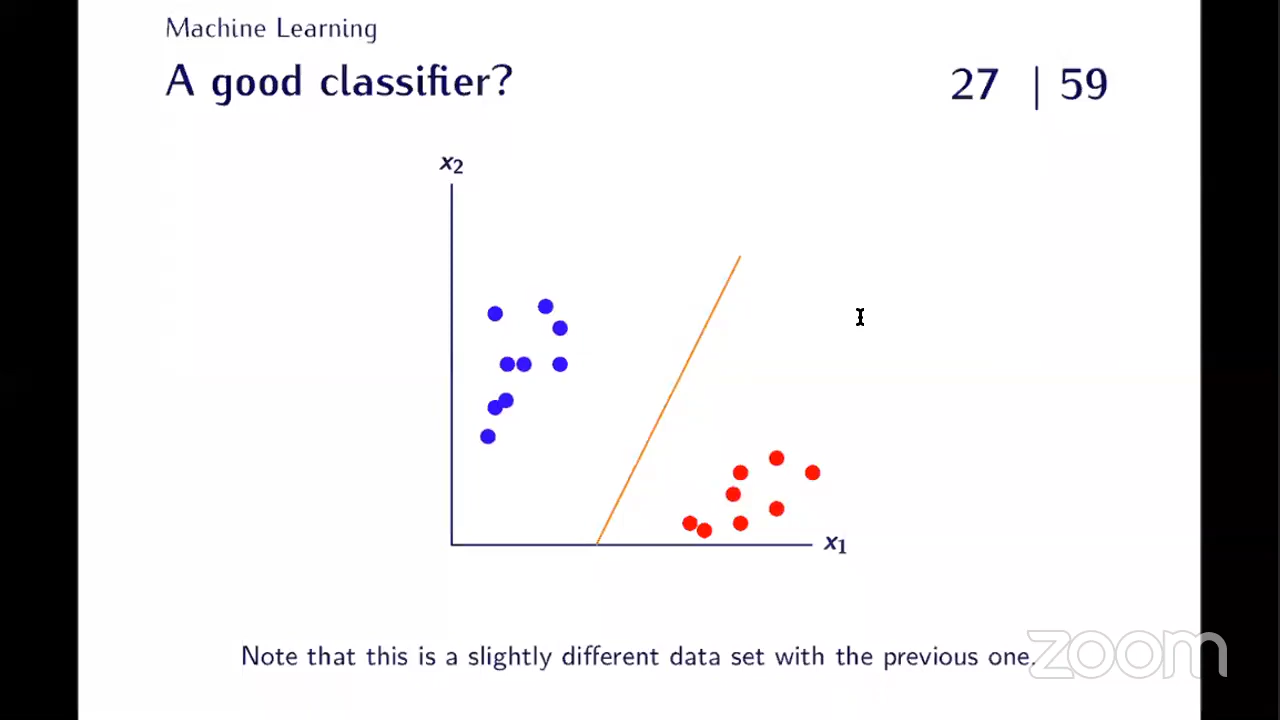 Machine Learning
A good classifier?
27 | 59
x2
x1
Note that this is a slightly different data set with the previous one.
zoom